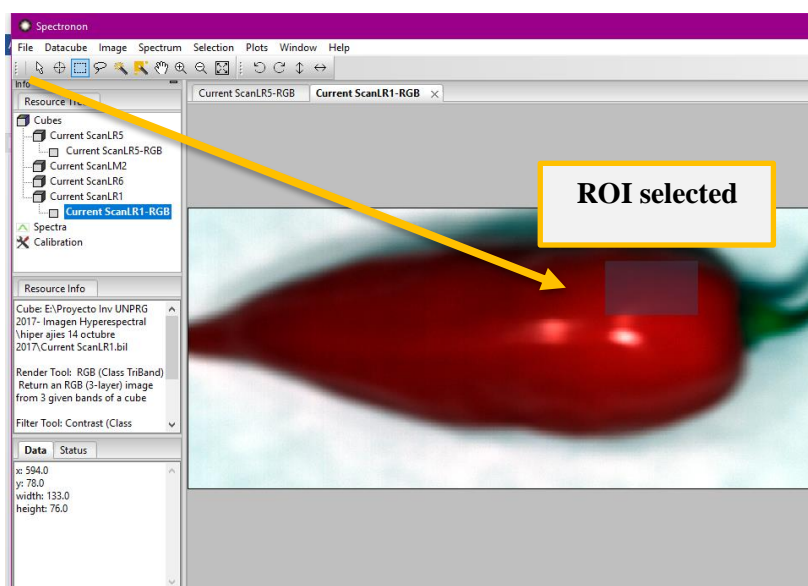 Spectronon
File Datacube Image Spectrum Selection Plots Window Help
Info
Resource
Current ScanLR5-RGB Current ScanLR1-RGB
Cubes
Current ScanLR5
Current ScanLR5-RGB
Current ScanLM2
Current ScanLR6
Current ScanLR1
Current ScanLR1-RGB
Spectra
Calibration
ROI selected
Resource Info
Cube: E:\Proyecto Inv UNPRG
2017- Imagen Hyperespectral
\hiper ajies 14 octubre
2017\Current ScanLR1.bil
Render Tool: RGB (Class TriBand)
Return an RGB (3-layer) image
from 3 given bands of a cube
Filter Tool: Contrast (Class
Data Status
x: 594.0
y: 78.0
width: 133.0
height: 76.0